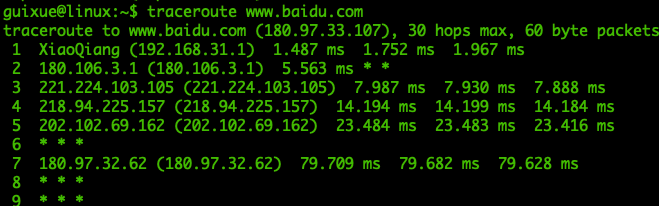 guixue@linux:~$ traceroute www.baidu.com
traceroute to www.baidu.com (180.97.33.107), 30 hops max, 60 byte packets
1 XiaoQiang (192.168.31.1) 1.487 ms 1.752 ms 1.967 ms
2 180.106.3.1 (180.106.3.1) 5.563 ms * *
3 221.224.103.105 (221.224.103.105) 7.987 ms 7.930 ms 7.888 ms
4 218.94.225.157 (218.94.225.157) 14.194 ms 14.199 ms 14.184 ms
5 202.102.69.162 (202.102.69.162) 23.484 ms 23.483 ms 23.416 ms
6 * * *
7 180.97.32.62 (180.97.32.62) 79.709 ms 79.682 ms 79.628 ms
8 * * *
9 * * *